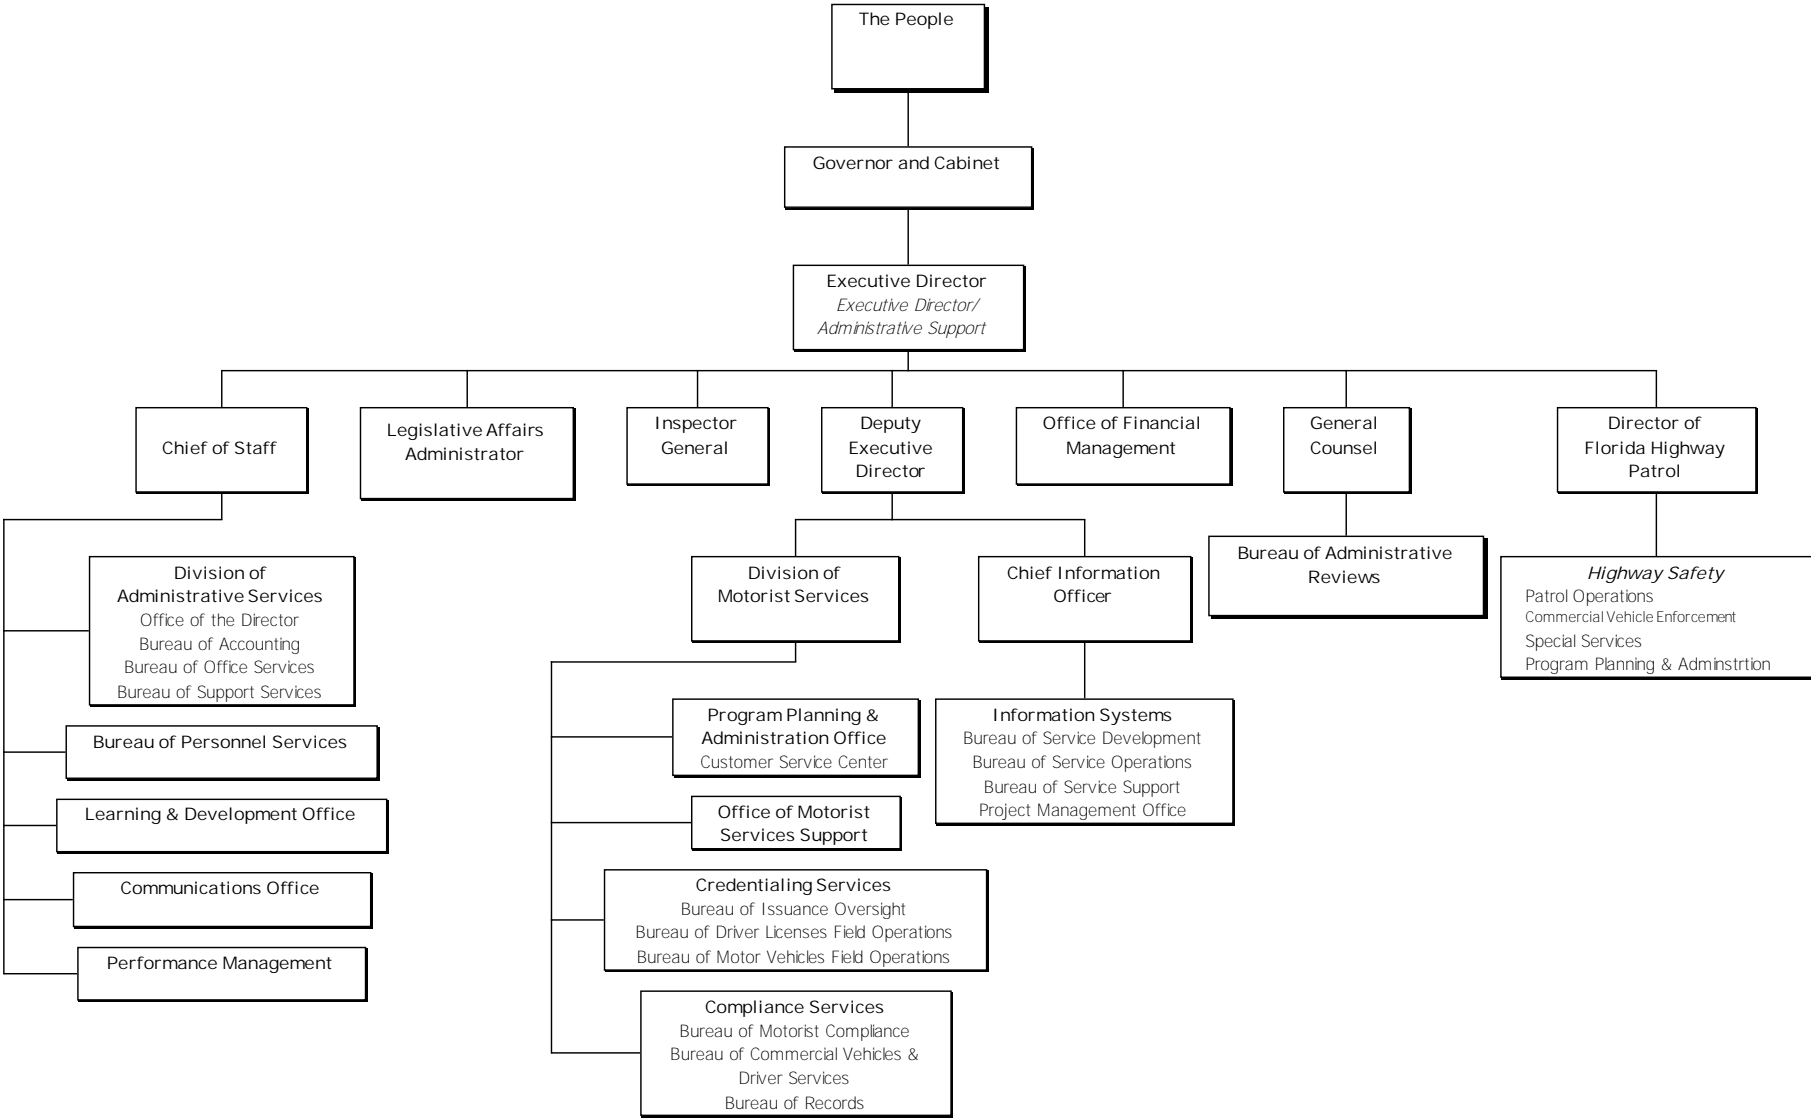 The People
Governor and Cabinet
Executive Director
Executive Director/
Administrative Support
Chief of Staff
Legislative Affairs
Administrator
Inspector
General
Deputy
Executive
Director
Office of Financial
Management
General
Counsel
Director of
Florida Highway
Patrol
Division of
Administrative Services
Office of the Director
Bureau of Accounting
Bureau of Office Services
Bureau of Support Services
Bureau of Personnel Services
Learning & Development Office
Communications Office
Performance Management
Division of
Motorist Services
Program Planning &
Administration Office
Customer Service Center
Office of Motorist
Services Support
Credentialing Services
Bureau of Issuance Oversight
Bureau of Driver Licenses Field Operations
Bureau of Motor Vehicles Field Operations
Compliance Services
Bureau of Motorist Compliance
Bureau of Commercial Vehicles &
Driver Services
Bureau of Records
Chief Information
Officer
Information Systems
Bureau of Service Development
Bureau of Service Operations
Bureau of Service Support
Project Management Office
Bureau of Administrative
Reviews
Highway Safety
Patrol Operations
Commercial Vehicle Enforcement
Special Services
Program Planning & Adminstrtion